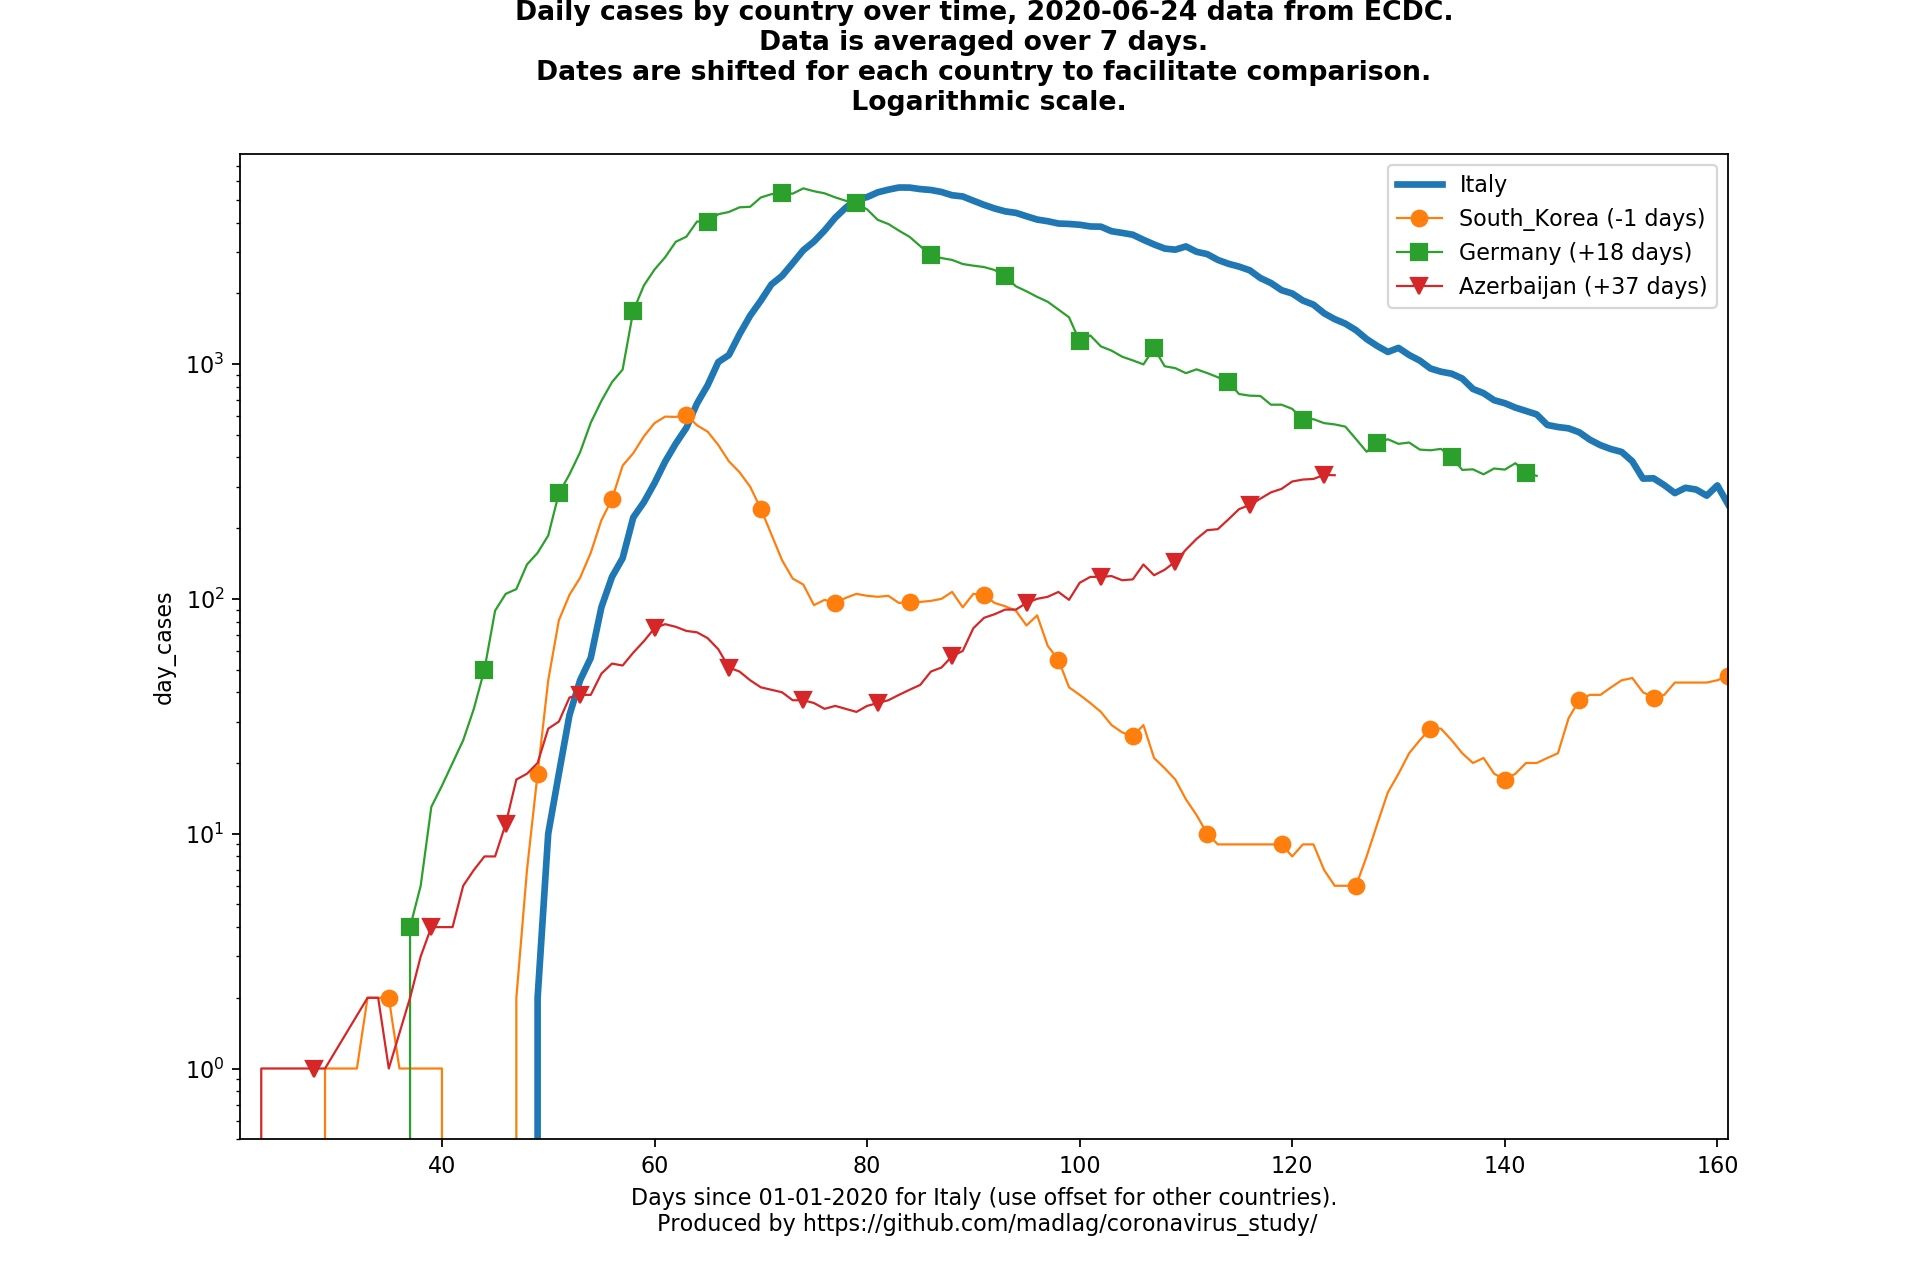 Daily cases by country over time, 2020-06-24 data from ECDC.
Data is averaged over 7 days.
Dates are shifted for each country to facilitate comparison.
Logarithmic scale.
Italy
South_Korea (-1 days)
Germany (+18 days)
Azerbaijan (+37 days)
day_cases
10³
10²
10¹
10⁰
40 60 80 100 120 140 160
Days since 01-01-2020 for Italy (use offset for other countries).
Produced by https://github.com/madlag/coronavirus_study/